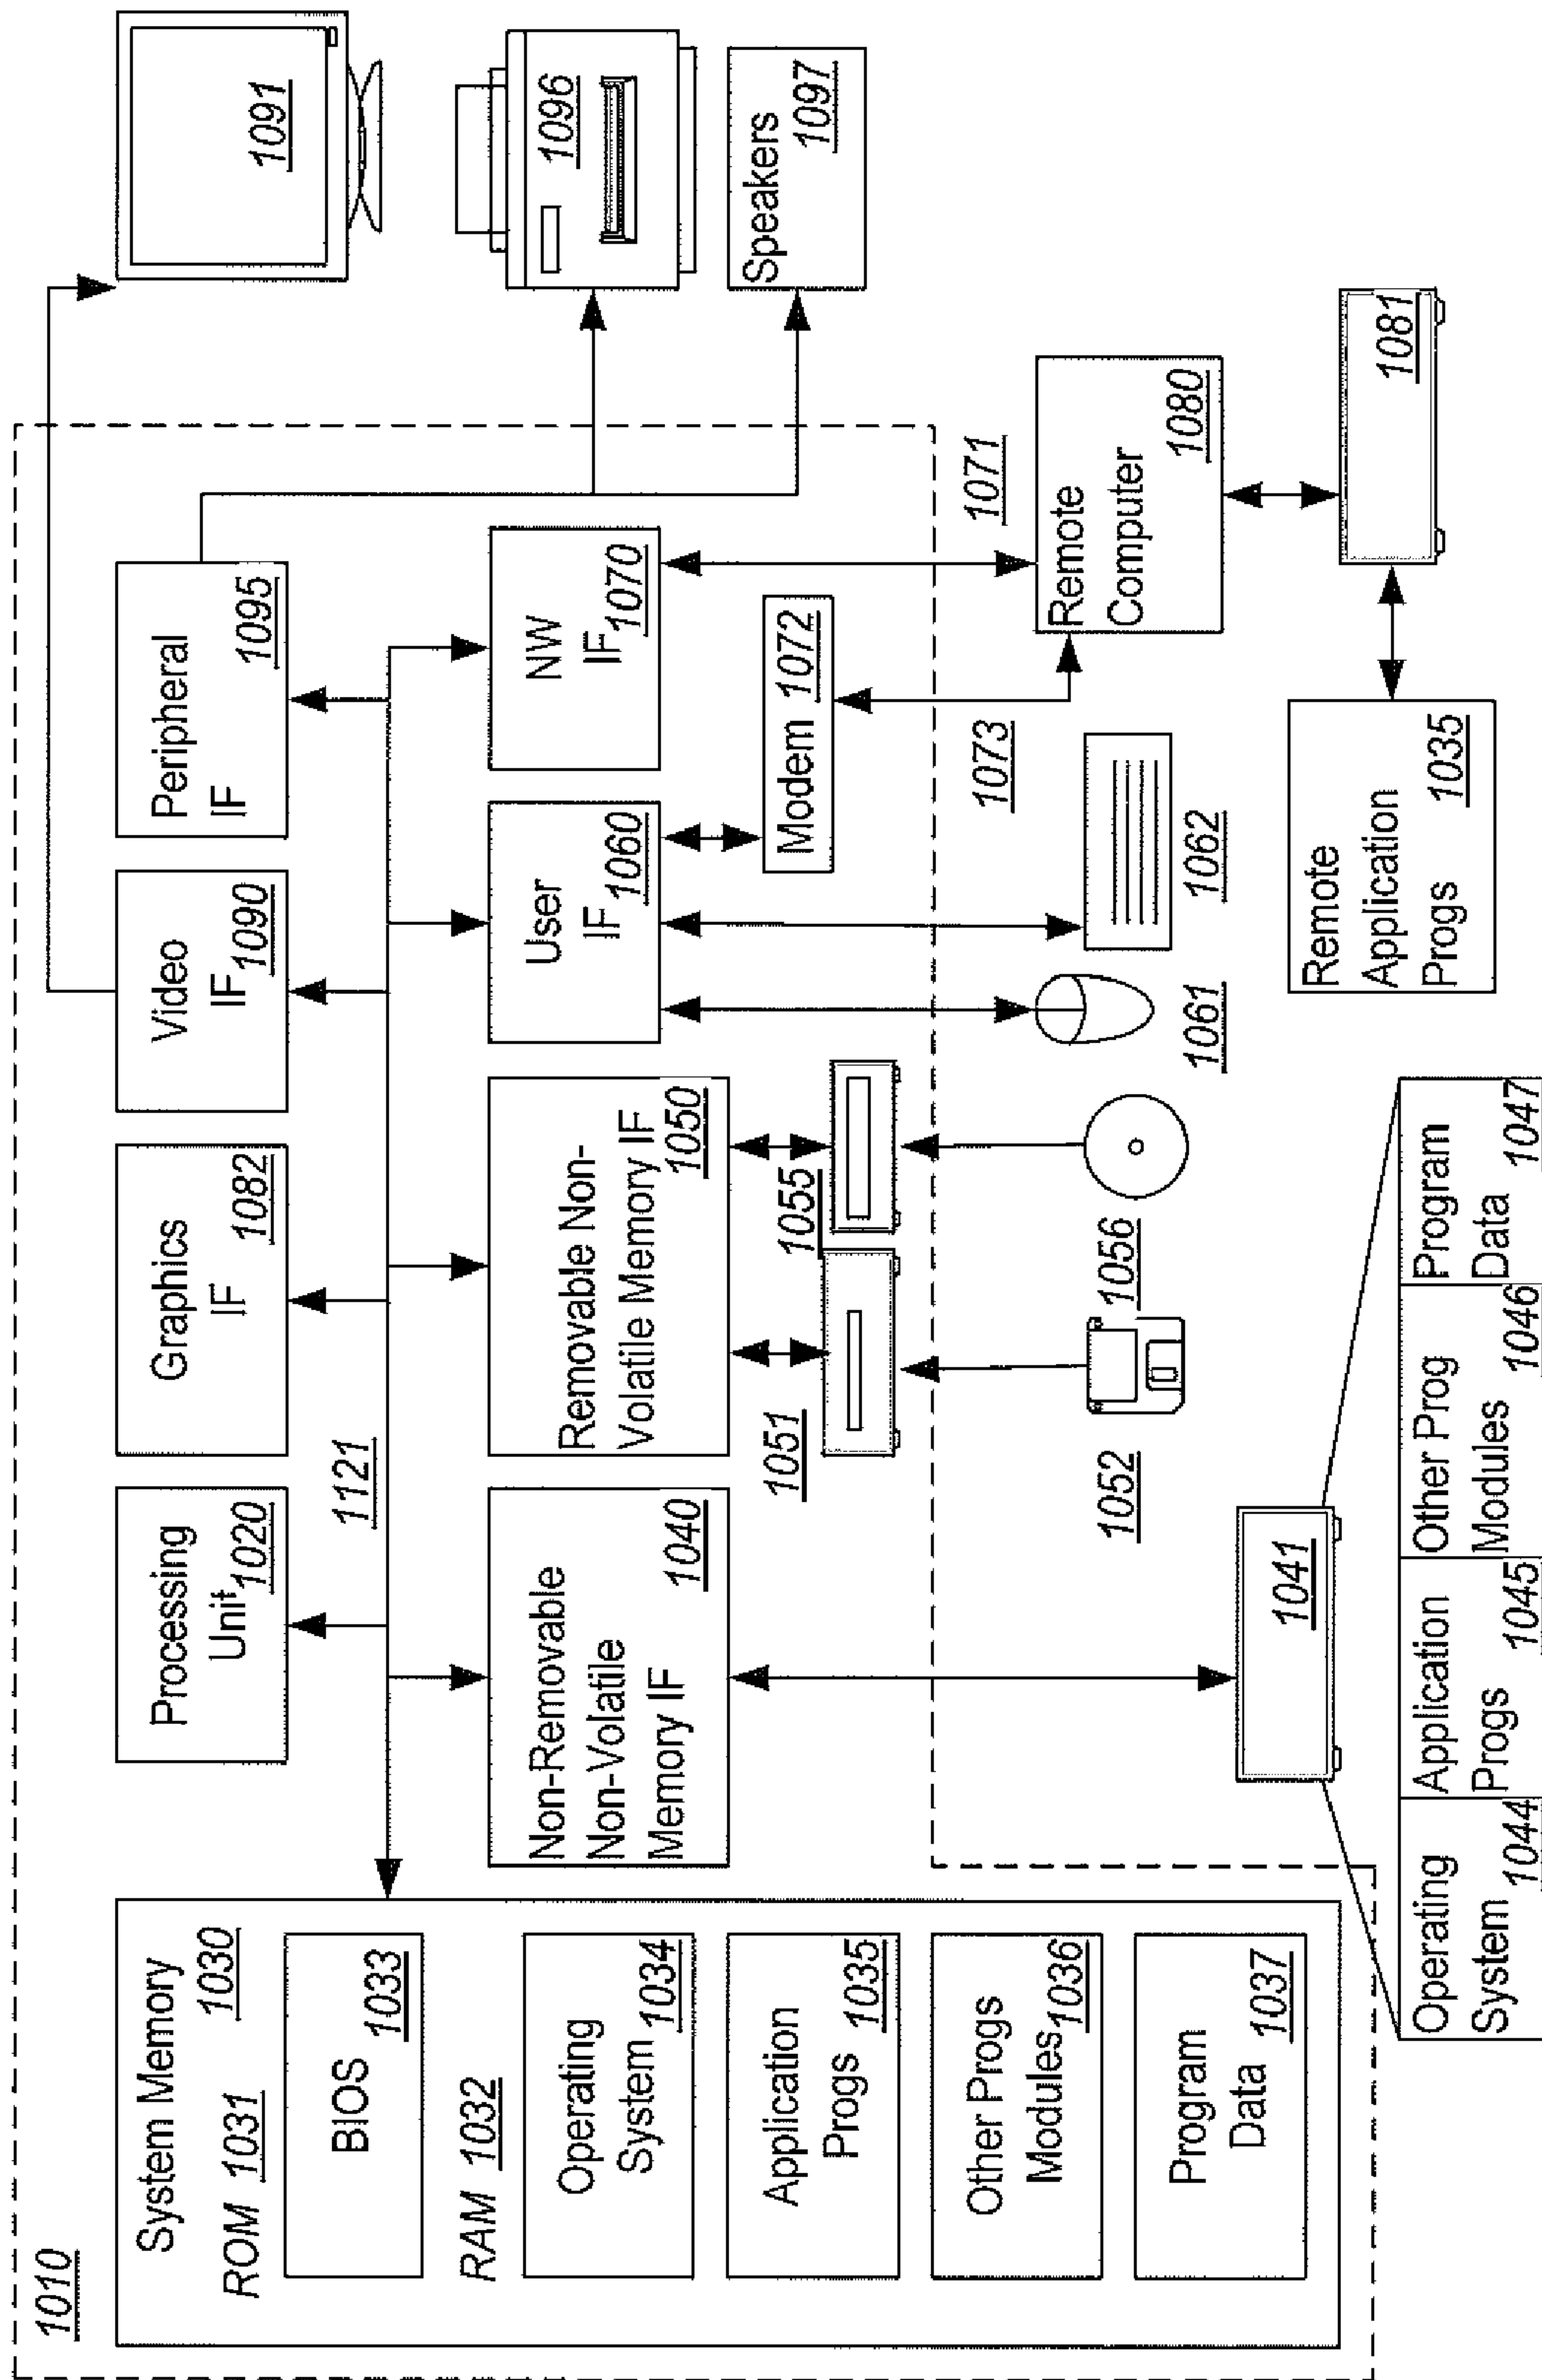 1010
System Memory
1030
ROM 1031
BIOS
1033
RAM 1032
Operating
System 1034
Application
Progs 1035
Other Progs
Modules 1036
Program
Data 1037
Processing
Unit 1020
Graphics
IF 1082
Video
IF 1090
Peripheral
IF 1095
1121
Non-Removable
Non-Volatile
Memory IF 1040
Removable Non-
Volatile Memory IF
1050
User
IF 1060
NW
IF 1070
1051
1055
Modem 1072
1091
1096
Speakers
1097
1052
1056
1061
1062
1073
1071
Remote
Computer
1080
1081
Remote
Application
Progs 1035
1041
Operating
System 1044
Application
Progs 1045
Other Prog
Modules 1046
Program
Data 1047